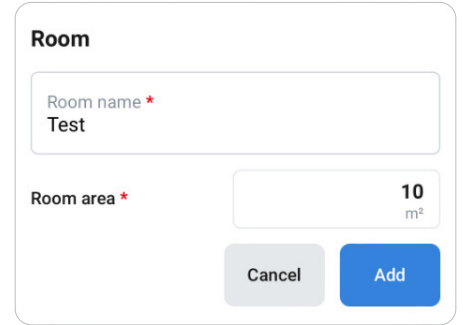 Room
Room name *
Test
Room area *
10
m²
Cancel
Add